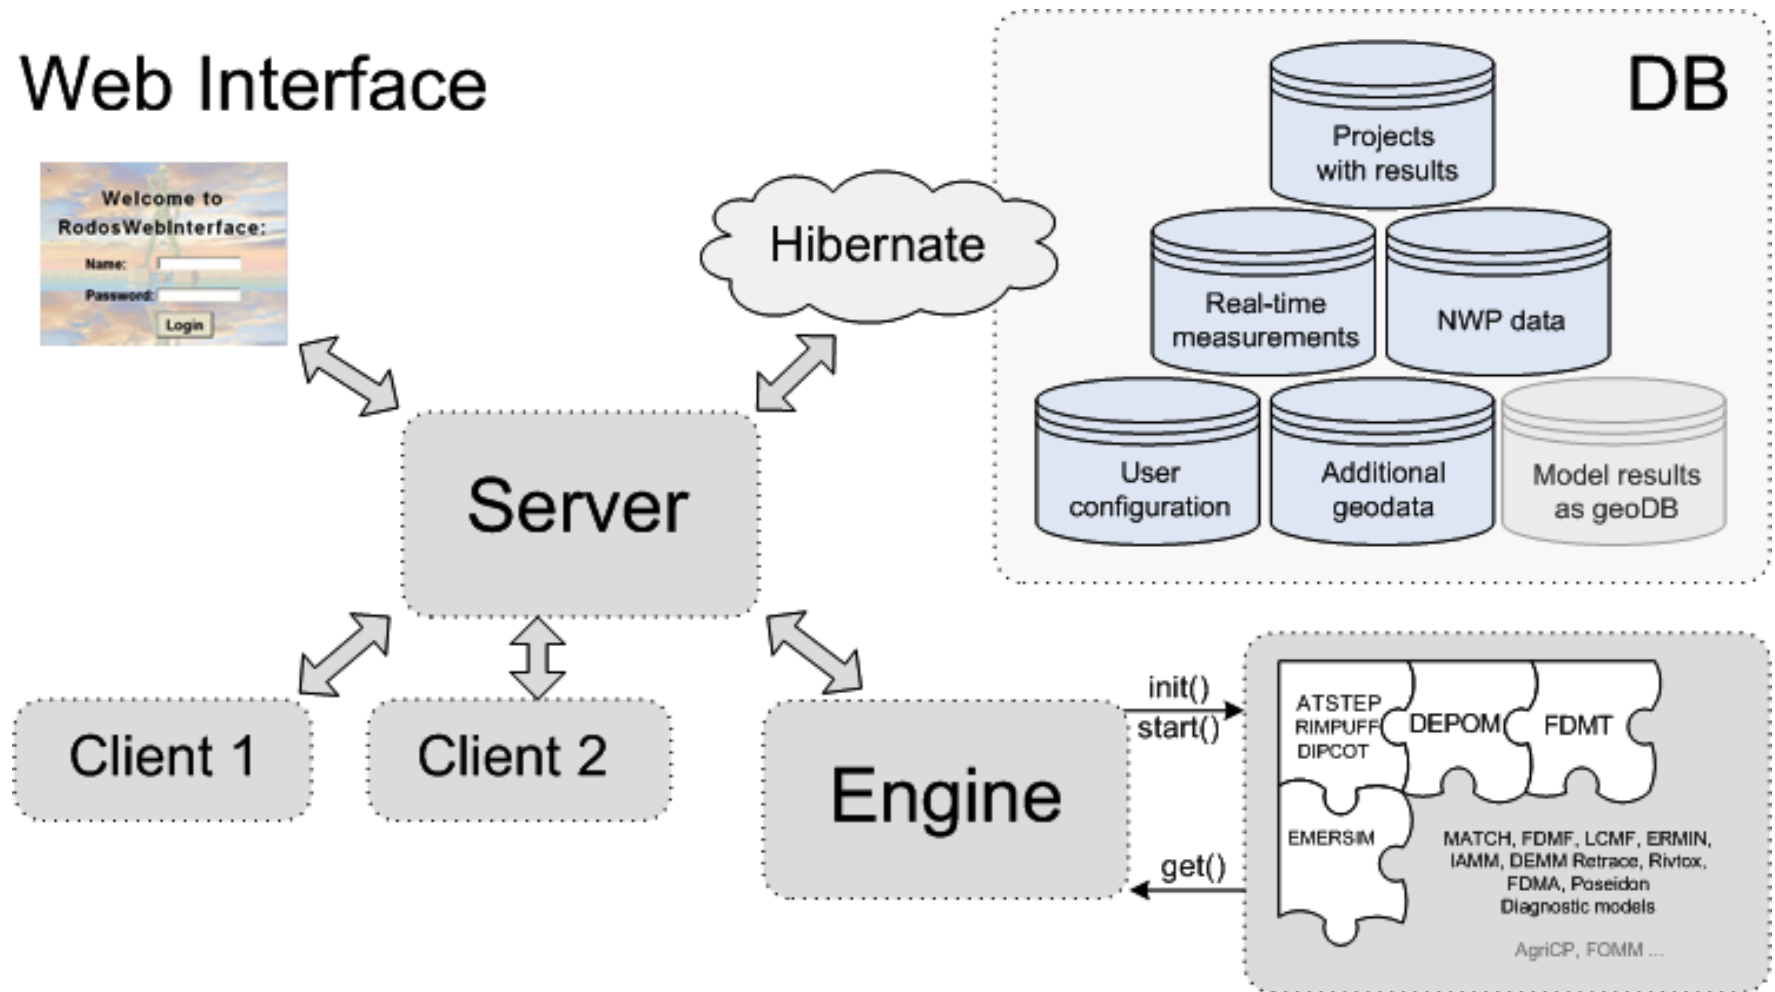 Web Interface
Welcome to
RodosWebInterface:
Name:
Password:
Login
Hibernate
DB
Projects
with results
Real-time
measurements
NWP data
User
configuration
Additional
geodata
Model results
as geoDB
Server
Client 1
Client 2
Engine
init()
start()
get()
ATSTEP
RIMPUFF
DIPCOT
DEPOM
FDMT
EMERSIM
MATCH, FDMF, LCMF, ERMIN,
IAMM, DEMM Retrace, Rivtox,
FDMA, Poseidon
Diagnostic models
AgriCP, FOMM ...